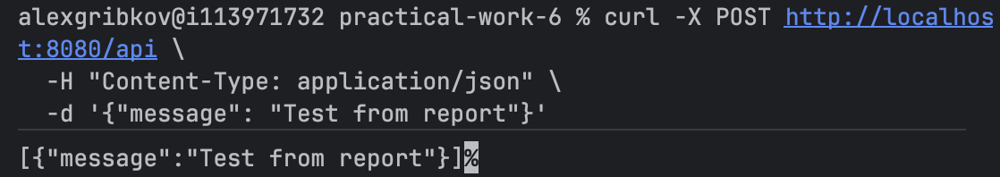 alexgribkov@i113971732 practical-work-6 % curl -X POST http://localhos
t:8080/api \
  -H "Content-Type: application/json" \
  -d '{"message": "Test from report"}'
[{"message":"Test from report"}]%